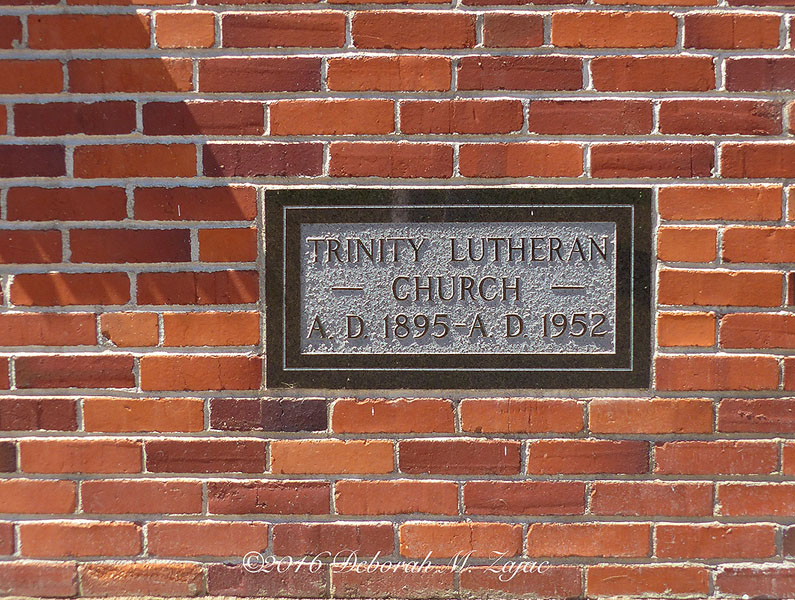 TRINITY LUTHERAN
— CHURCH —
A. D. 1895-A. D 1952
©2016 Deborah M. Zajac